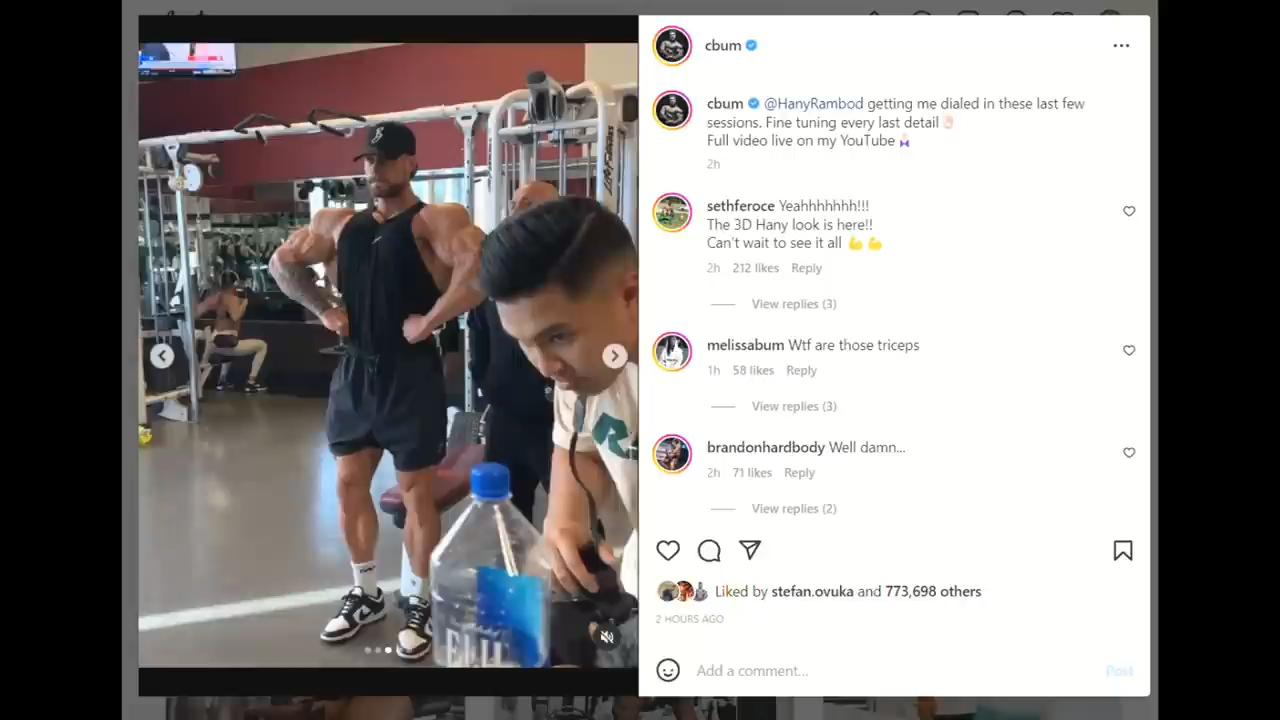 cbum
cbum @HanyRambod getting me dialed in these last few
sessions. Fine tuning every last detail👌🏻
Full video live on my YouTube🧘🏻
2h
sethferoce Yeahhhhhhh!!!
The 3D Hany look is here!!
Can't wait to see it all 💪💪
2h 212 likes Reply
View replies (3)
melissabum Wtf are those triceps
1h 58 likes Reply
View replies (3)
brandonhardbody Well damn...
2h 71 likes Reply
View replies (2)
Liked by stefan.ovuka and 773,698 others
2 HOURS AGO
Add a comment...
Post